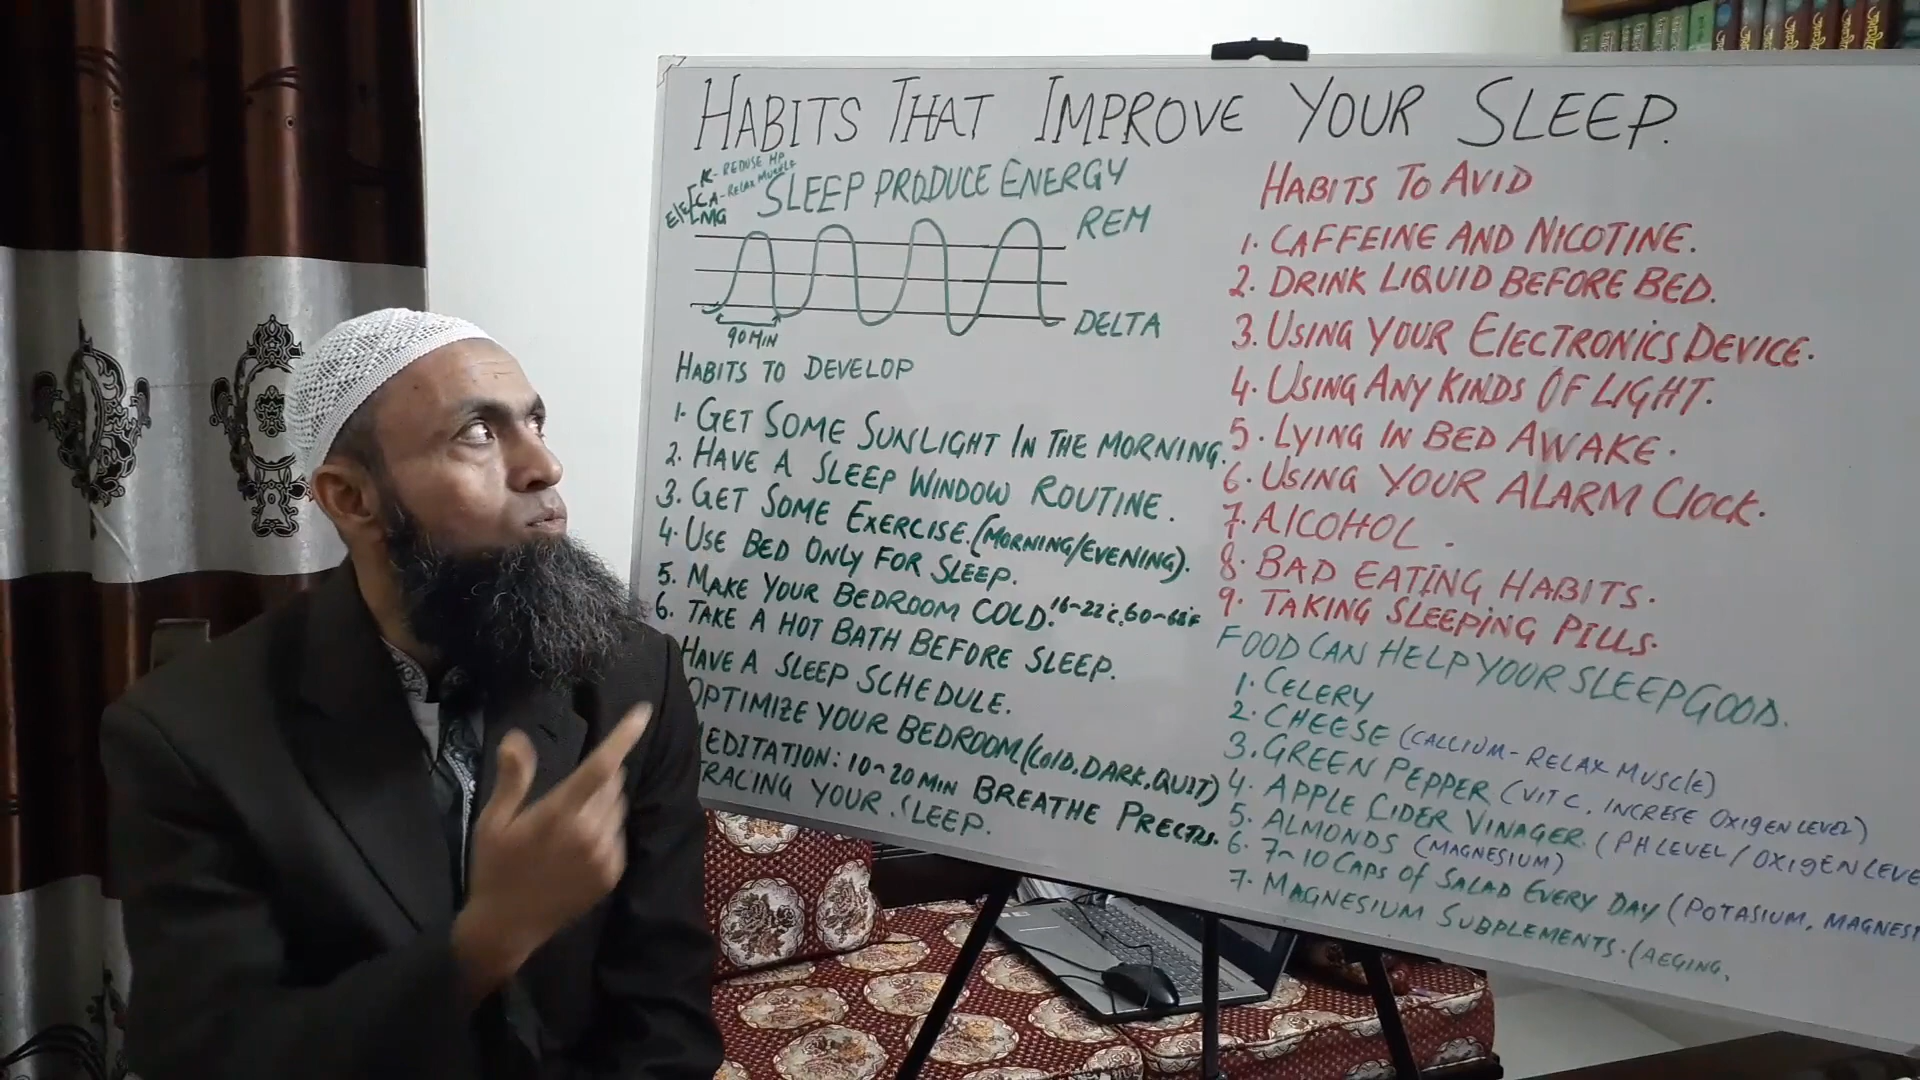 HABITS THAT IMPROVE YOUR SLEEP.
K- REDUSE HP
CA- RELAX MUSCLE
MG
ELE
SLEEP PRODUCE ENERGY
REM
DELTA
90 MIN
HABITS TO DEVELOP
1. GET SOME SUNLIGHT IN THE MORNING.
2. HAVE A SLEEP WINDOW ROUTINE.
3. GET SOME EXERCISE. (MORNING/EVENING).
4. USE BED ONLY FOR SLEEP.
5. MAKE YOUR BEDROOM COLD. 16~22°C, 60~68°F
6. TAKE A HOT BATH BEFORE SLEEP.
HAVE A SLEEP SCHEDULE.
OPTIMIZE YOUR BEDROOM (COLD, DARK, QUIT)
MEDITATION: 10~20 MIN BREATHE
TRACING YOUR SLEEP.
HABITS TO AVID
1. CAFFEINE AND NICOTINE.
2. DRINK LIQUID BEFORE BED.
3. USING YOUR ELECTRONICS DEVICE.
4. USING ANY KINDS OF LIGHT.
5. LYING IN BED AWAKE.
6. USING YOUR ALARM CLOCK.
7. ALCOHOL.
8. BAD EATING HABITS.
9. TAKING SLEEPING PILLS.
FOOD CAN HELP YOUR SLEEP GOOD.
1. CELERY
2. CHEESE (CALLIUM - RELAX MUSCLE)
3. GREEN PEPPER (VIT C, INCRESE OXIGEN LEVEL)
4. APPLE CIDER VINAGER. (PH LEVEL / OXIGEN LEVE
5. ALMONDS (MAGNESIUM)
6. 7~10 CAPS OF SALAD EVERY DAY (POTASIUM, MAGNESI
7. MAGNESIUM SUBPLEMENTS. (AEGING,